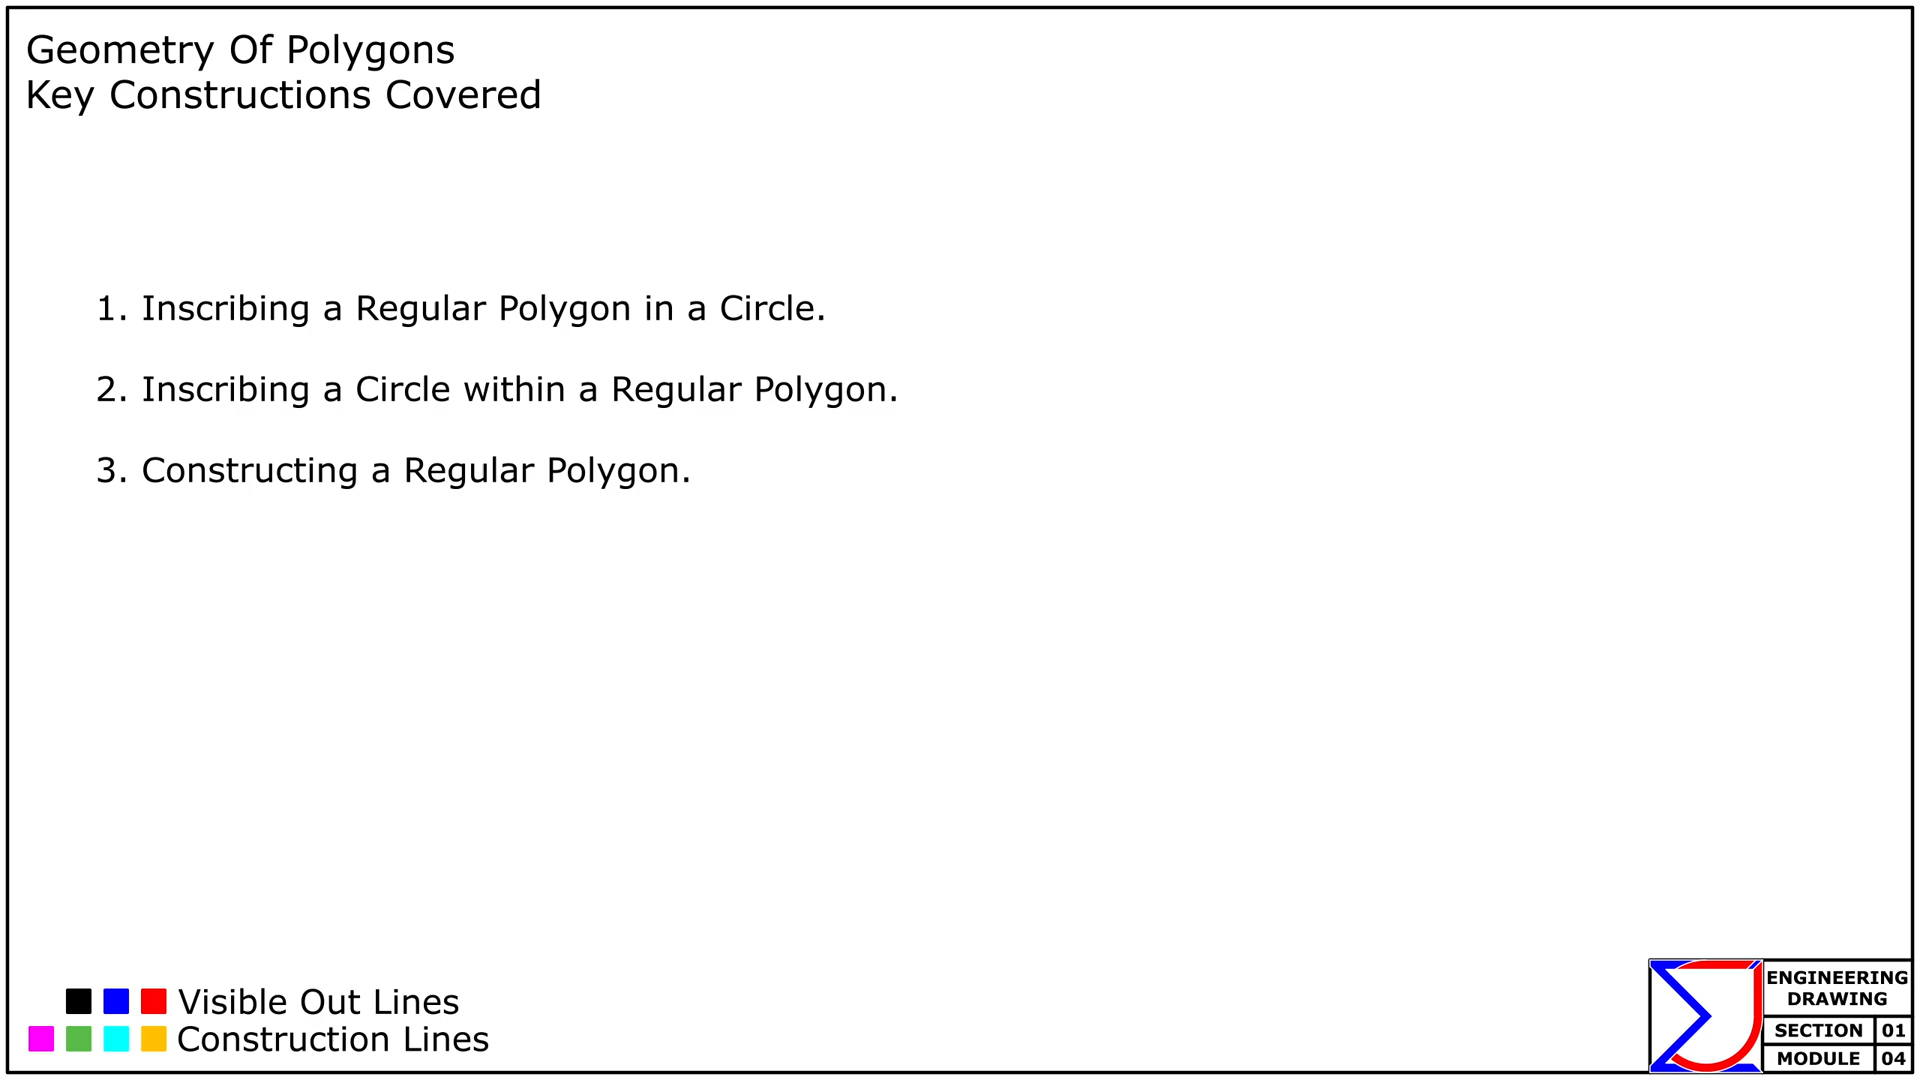 Geometry Of Polygons
Key Constructions Covered
1. Inscribing a Regular Polygon in a Circle.
2. Inscribing a Circle within a Regular Polygon.
3. Constructing a Regular Polygon.
Visible Out Lines
Construction Lines
ENGINEERING
DRAWING
SECTION 01
MODULE 04